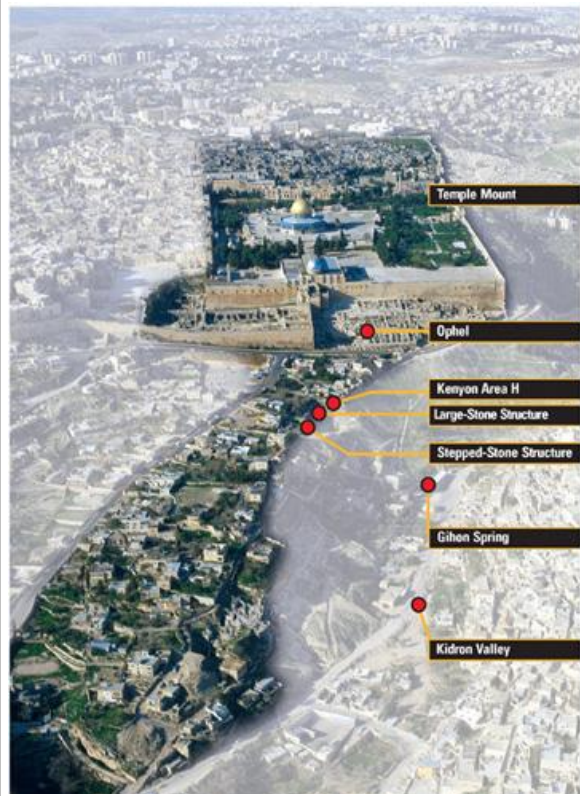 Temple Mount
Ophel
Kenyon Area H
Large-Stone Structure
Stepped-Stone Structure
Gihon Spring
Kidron Valley